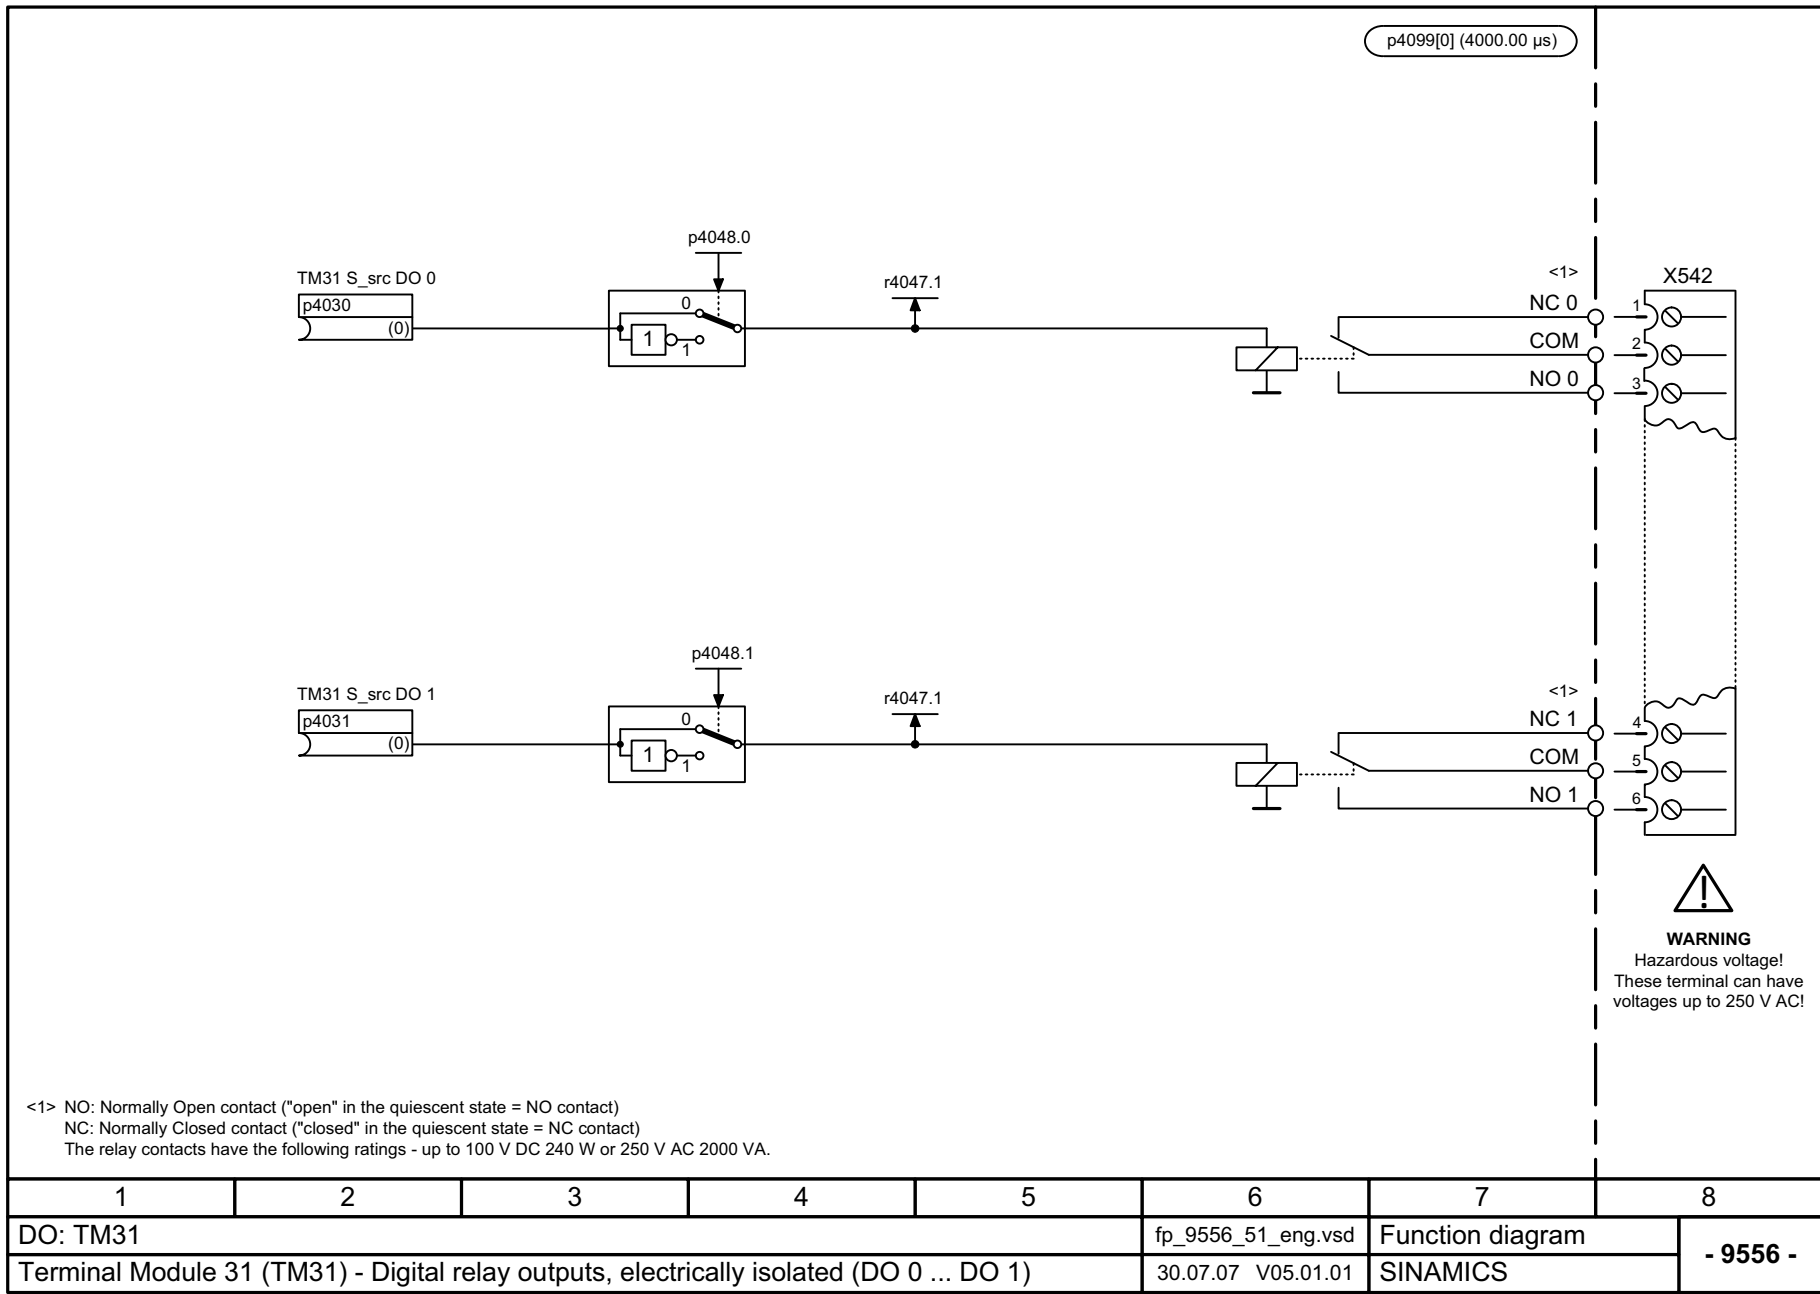 p4099[0] (4000.00 µs)
p4048.0
TM31 S_src DO 0
p4030
(0)
0
1
1
r4047.1
<1>
NC 0
COM
NO 0
X542
1
2
3
p4048.1
TM31 S_src DO 1
p4031
(0)
0
1
1
r4047.1
<1>
NC 1
COM
NO 1
4
5
6
WARNING
Hazardous voltage!
These terminal can have
voltages up to 250 V AC!
<1> NO: Normally Open contact ("open" in the quiescent state = NO contact)
NC: Normally Closed contact ("closed" in the quiescent state = NC contact)
The relay contacts have the following ratings - up to 100 V DC 240 W or 250 V AC 2000 VA.
1 2 3 4 5 6 7 8
DO: TM31
fp_9556_51_eng.vsd
Function diagram
- 9556 -
Terminal Module 31 (TM31) - Digital relay outputs, electrically isolated (DO 0 ... DO 1)
30.07.07 V05.01.01
SINAMICS